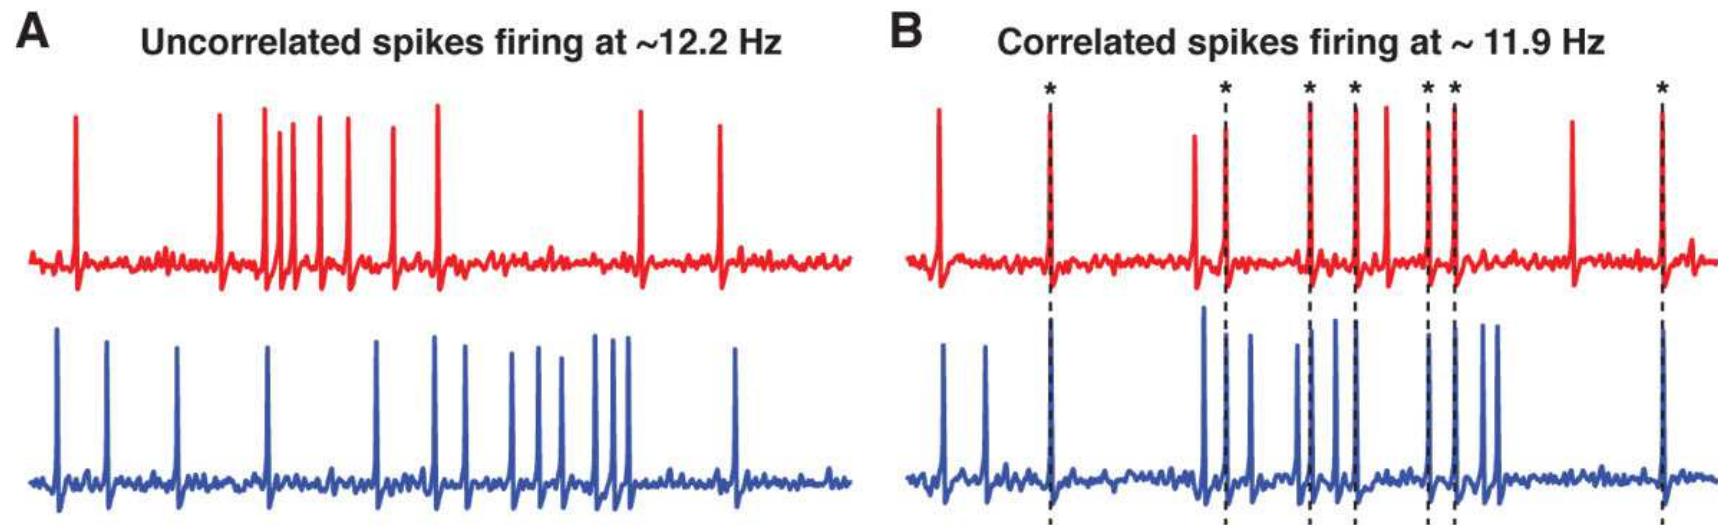 A Uncorrelated spikes firing at ~12.2 Hz
B Correlated spikes firing at ~ 11.9 Hz
* * * * * * *